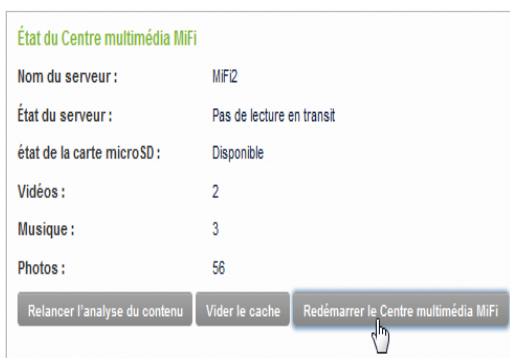 État du Centre multimédia MiFi
Nom du serveur : MiFi2
État du serveur : Pas de lecture en transit
état de la carte microSD : Disponible
Vidéos : 2
Musique : 3
Photos : 56
Relancer l'analyse du contenu Vider le cache Redémarrer le Centre multimédia MiFi